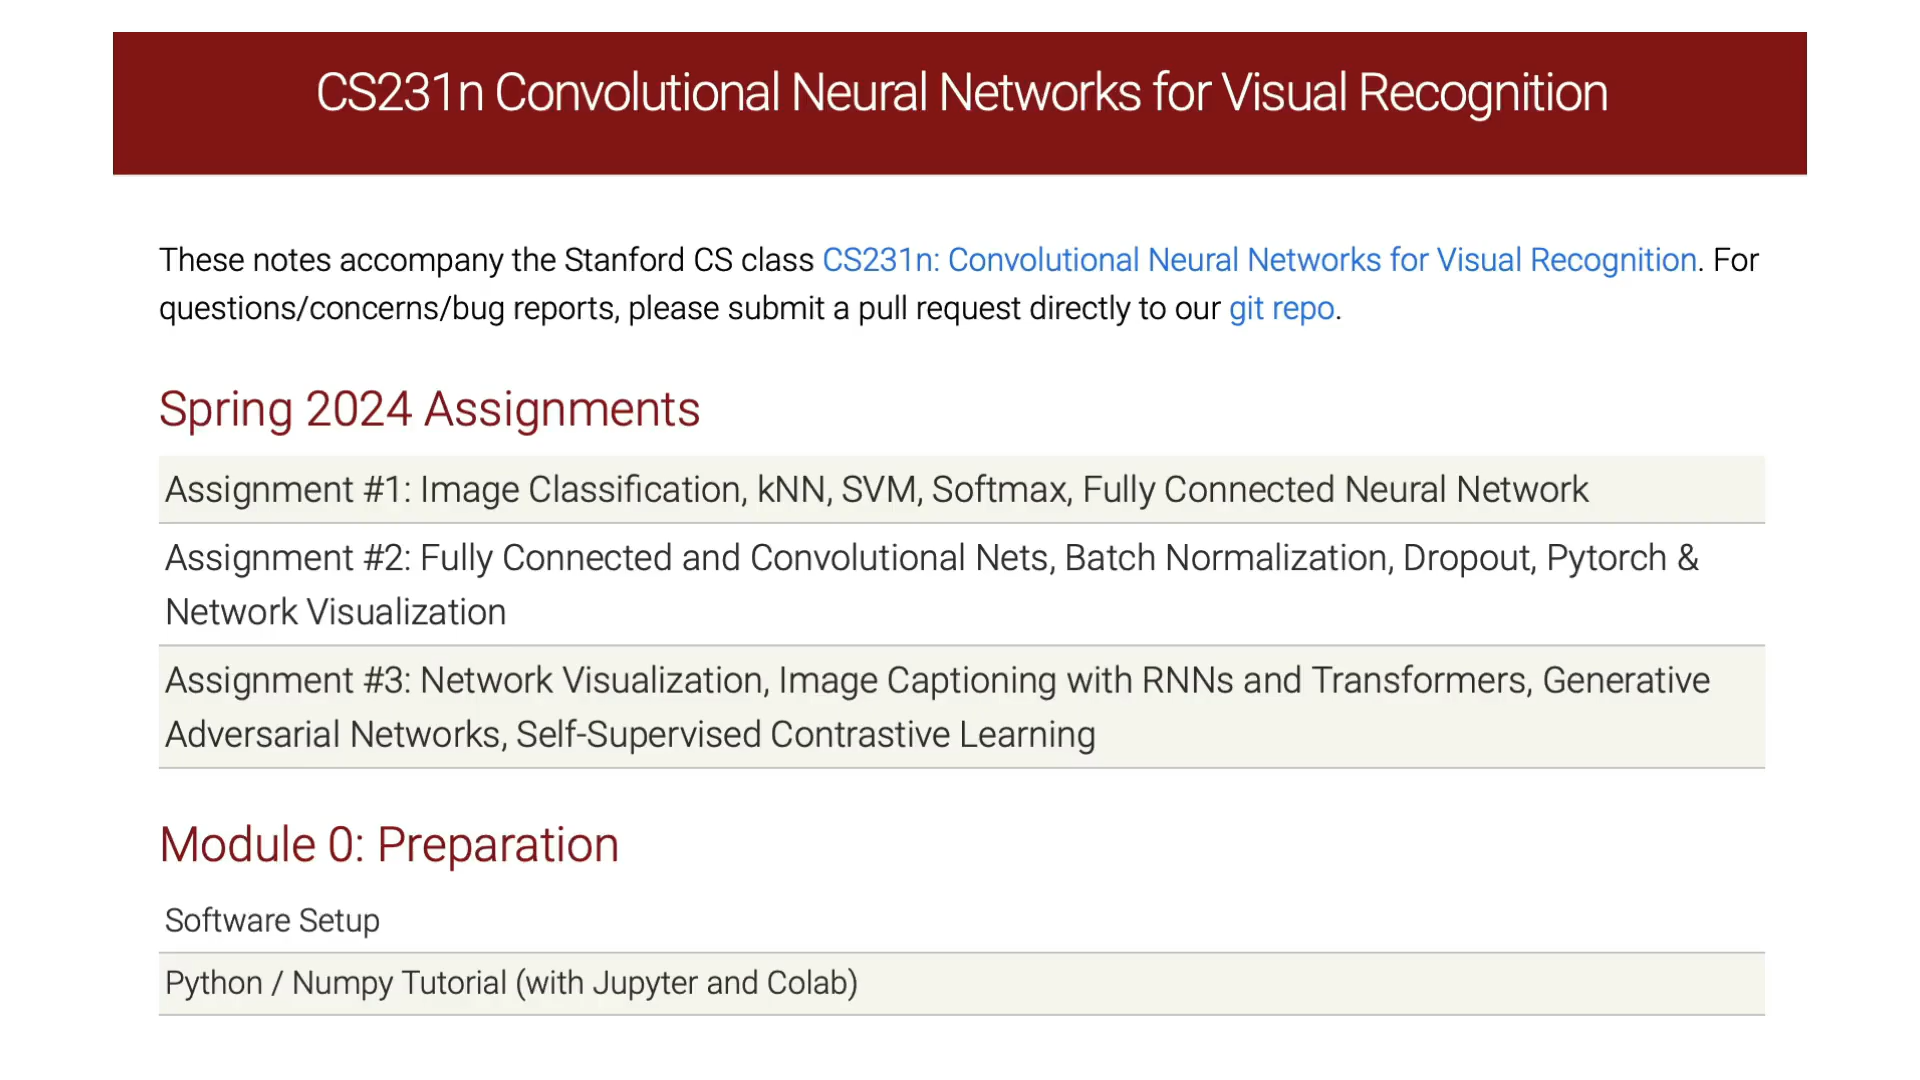 CS231n Convolutional Neural Networks for Visual Recognition
These notes accompany the Stanford CS class CS231n: Convolutional Neural Networks for Visual Recognition. For
questions/concerns/bug reports, please submit a pull request directly to our git repo.
Spring 2024 Assignments
Assignment #1: Image Classification, kNN, SVM, Softmax, Fully Connected Neural Network
Assignment #2: Fully Connected and Convolutional Nets, Batch Normalization, Dropout, Pytorch &
Network Visualization
Assignment #3: Network Visualization, Image Captioning with RNNs and Transformers, Generative
Adversarial Networks, Self-Supervised Contrastive Learning
Module 0: Preparation
Software Setup
Python / Numpy Tutorial (with Jupyter and Colab)